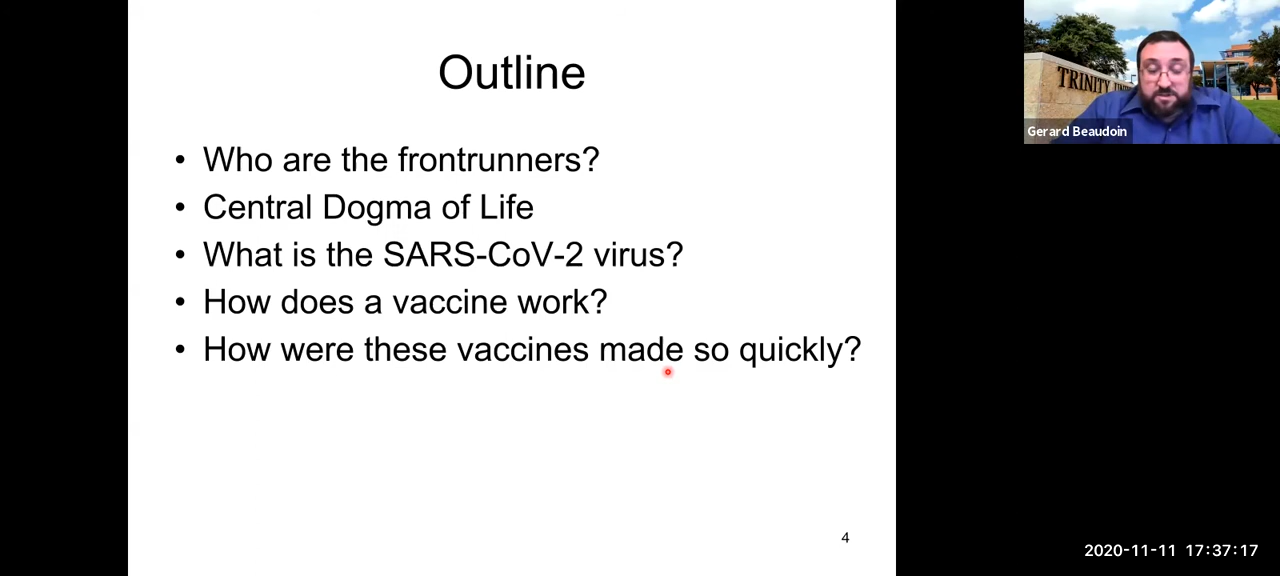 Outline
• Who are the frontrunners?
• Central Dogma of Life
• What is the SARS-CoV-2 virus?
• How does a vaccine work?
• How were these vaccines made so quickly?
4
TRINITY
Gerard Beaudoin
2020-11-11 17:37:17